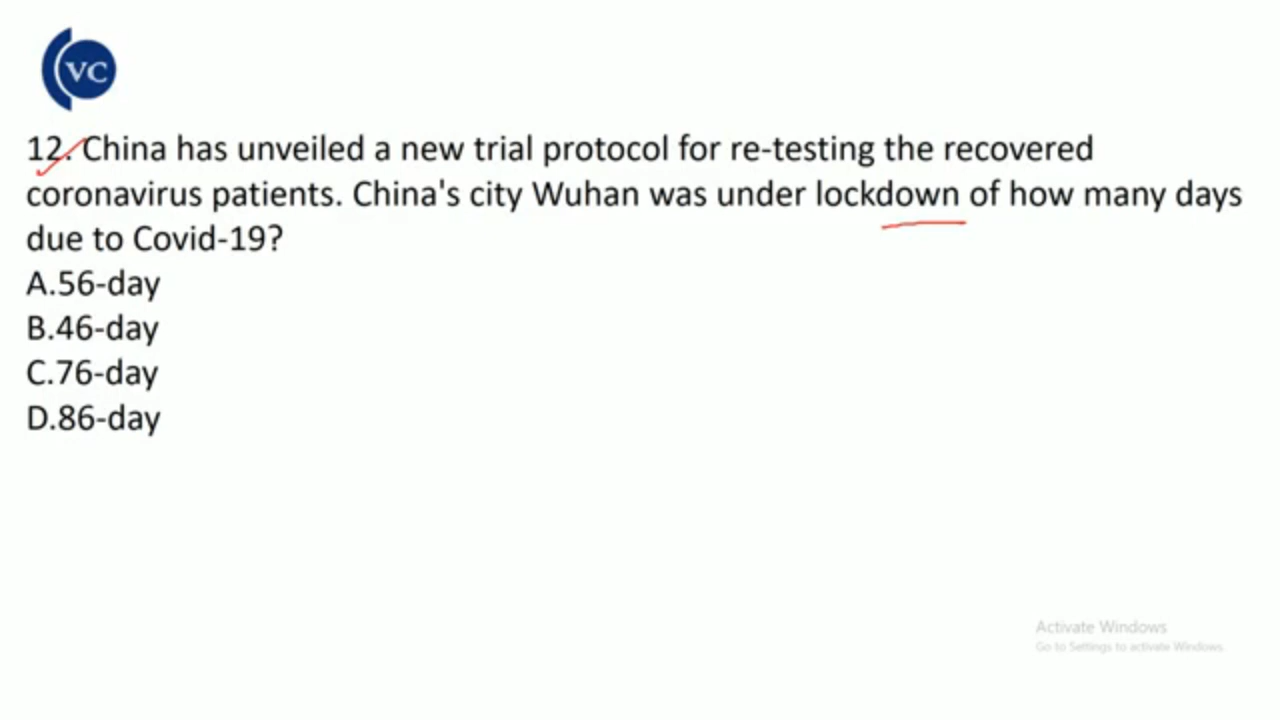 VC
12. China has unveiled a new trial protocol for re-testing the recovered
coronavirus patients. China's city Wuhan was under lockdown of how many days
due to Covid-19?
A.56-day
B.46-day
C.76-day
D.86-day
Activate Windows
Go to Settings to activate Windows.